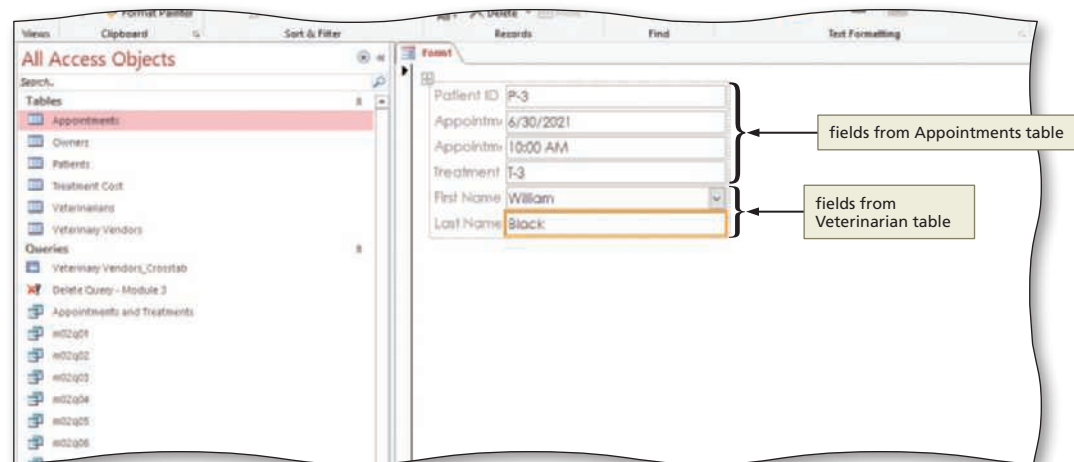 Format Painter
Delete
Views Clipboard Sort & Filter Records Find Text Formatting
All Access Objects
Search..
Tables
Appointments
Owners
Patients
Treatment Cost
Veterinarians
Veterinary Vendors
Queries
Veterinary Vendors_Crosstab
Delete Query - Module 3
Appointments and Treatments
m02q01
m02q02
m02q03
m02q04
m02q05
m02q06
Form1
Patient ID P-3
Appointm 6/30/2021
Appointm 10:00 AM
Treatment T-3
First Name William
Last Name Black
fields from Appointments table
fields from
Veterinarian table